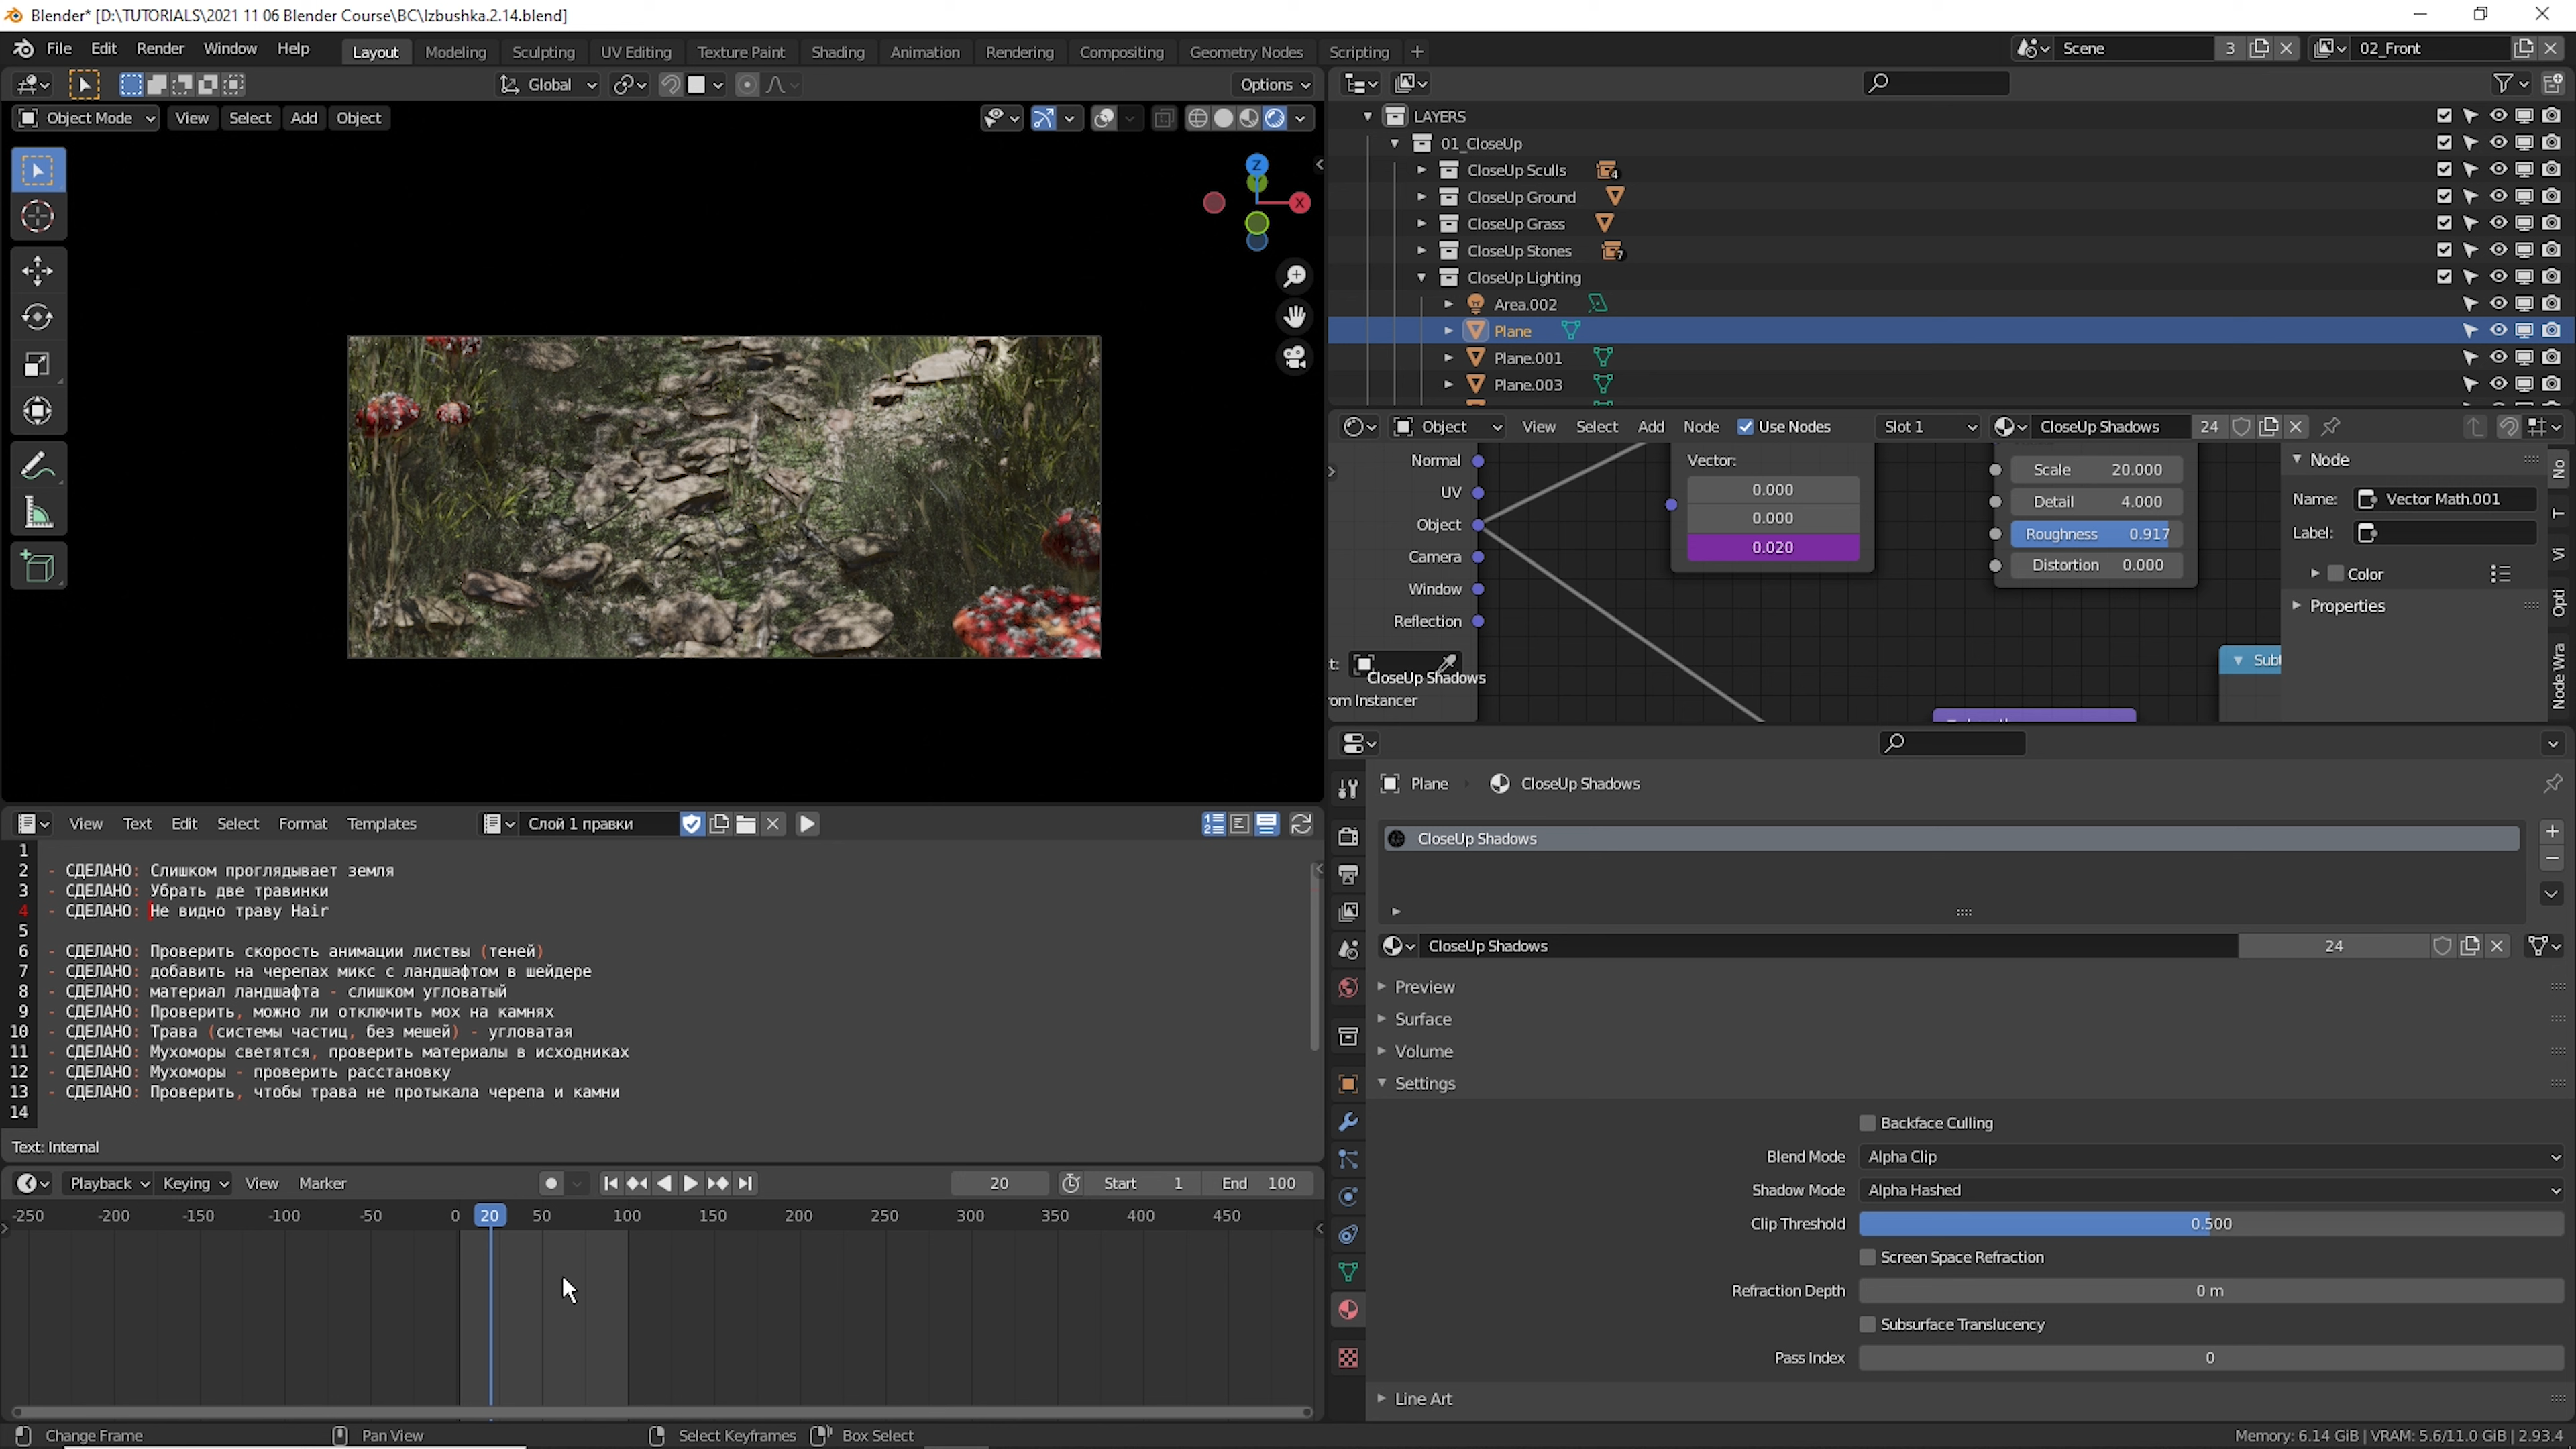 Blender* [D:\TUTORIALS\2021 11 06 Blender Course\BC\Izbushka.2.14.blend]
File Edit Render Window Help Layout Modeling Sculpting UV Editing Texture Paint Shading Animation Rendering Compositing Geometry Nodes Scripting + Scene 3 02_Front
Global Options
Object Mode View Select Add Object
Z
X
LAYERS
01_CloseUp
CloseUp Sculls 4
CloseUp Ground
CloseUp Grass
CloseUp Stones 7
CloseUp Lighting
Area.002
Plane
Plane.001
Plane.003
Object View Select Add Node Use Nodes Slot 1 CloseUp Shadows 24
Normal
UV
Object
Camera
Window
Reflection
t:
CloseUp Shadows
om Instancer
Vector:
0.000
0.000
0.020
Scale 20.000
Detail 4.000
Roughness 0.917
Distortion 0.000
Subt
Node
Name: Vector Math.001
Label:
Color
Properties
No
T
Vi
Opti
Node Wra
Plane CloseUp Shadows
CloseUp Shadows
CloseUp Shadows 24
Preview
Surface
Volume
Settings
Backface Culling
Blend Mode Alpha Clip
Shadow Mode Alpha Hashed
Clip Threshold 0.500
Screen Space Refraction
Refraction Depth 0 m
Subsurface Translucency
Pass Index 0
Line Art
View Text Edit Select Format Templates Слой 1 правки
1
2 - СДЕЛАНО: Слишком проглядывает земля
3 - СДЕЛАНО: Убрать две травинки
4 - СДЕЛАНО: Не видно траву Hair
5
6 - СДЕЛАНО: Проверить скорость анимации листвы (теней)
7 - СДЕЛАНО: добавить на черепах микс с ландшафтом в шейдере
8 - СДЕЛАНО: материал ландшафта - слишком угловатый
9 - СДЕЛАНО: Проверить, можно ли отключить мох на камнях
10 - СДЕЛАНО: Трава (системы частиц, без мешей) - угловатая
11 - СДЕЛАНО: Мухоморы светятся, проверить материалы в исходниках
12 - СДЕЛАНО: Мухоморы - проверить расстановку
13 - СДЕЛАНО: Проверить, чтобы трава не протыкала черепа и камни
14
Text: Internal
Playback Keying View Marker 20 Start 1 End 100
-250 -200 -150 -100 -50 0 20 50 100 150 200 250 300 350 400 450
Change Frame Pan View Select Keyframes Box Select Memory: 6.14 GiB | VRAM: 5.6/11.0 GiB | 2.93.4